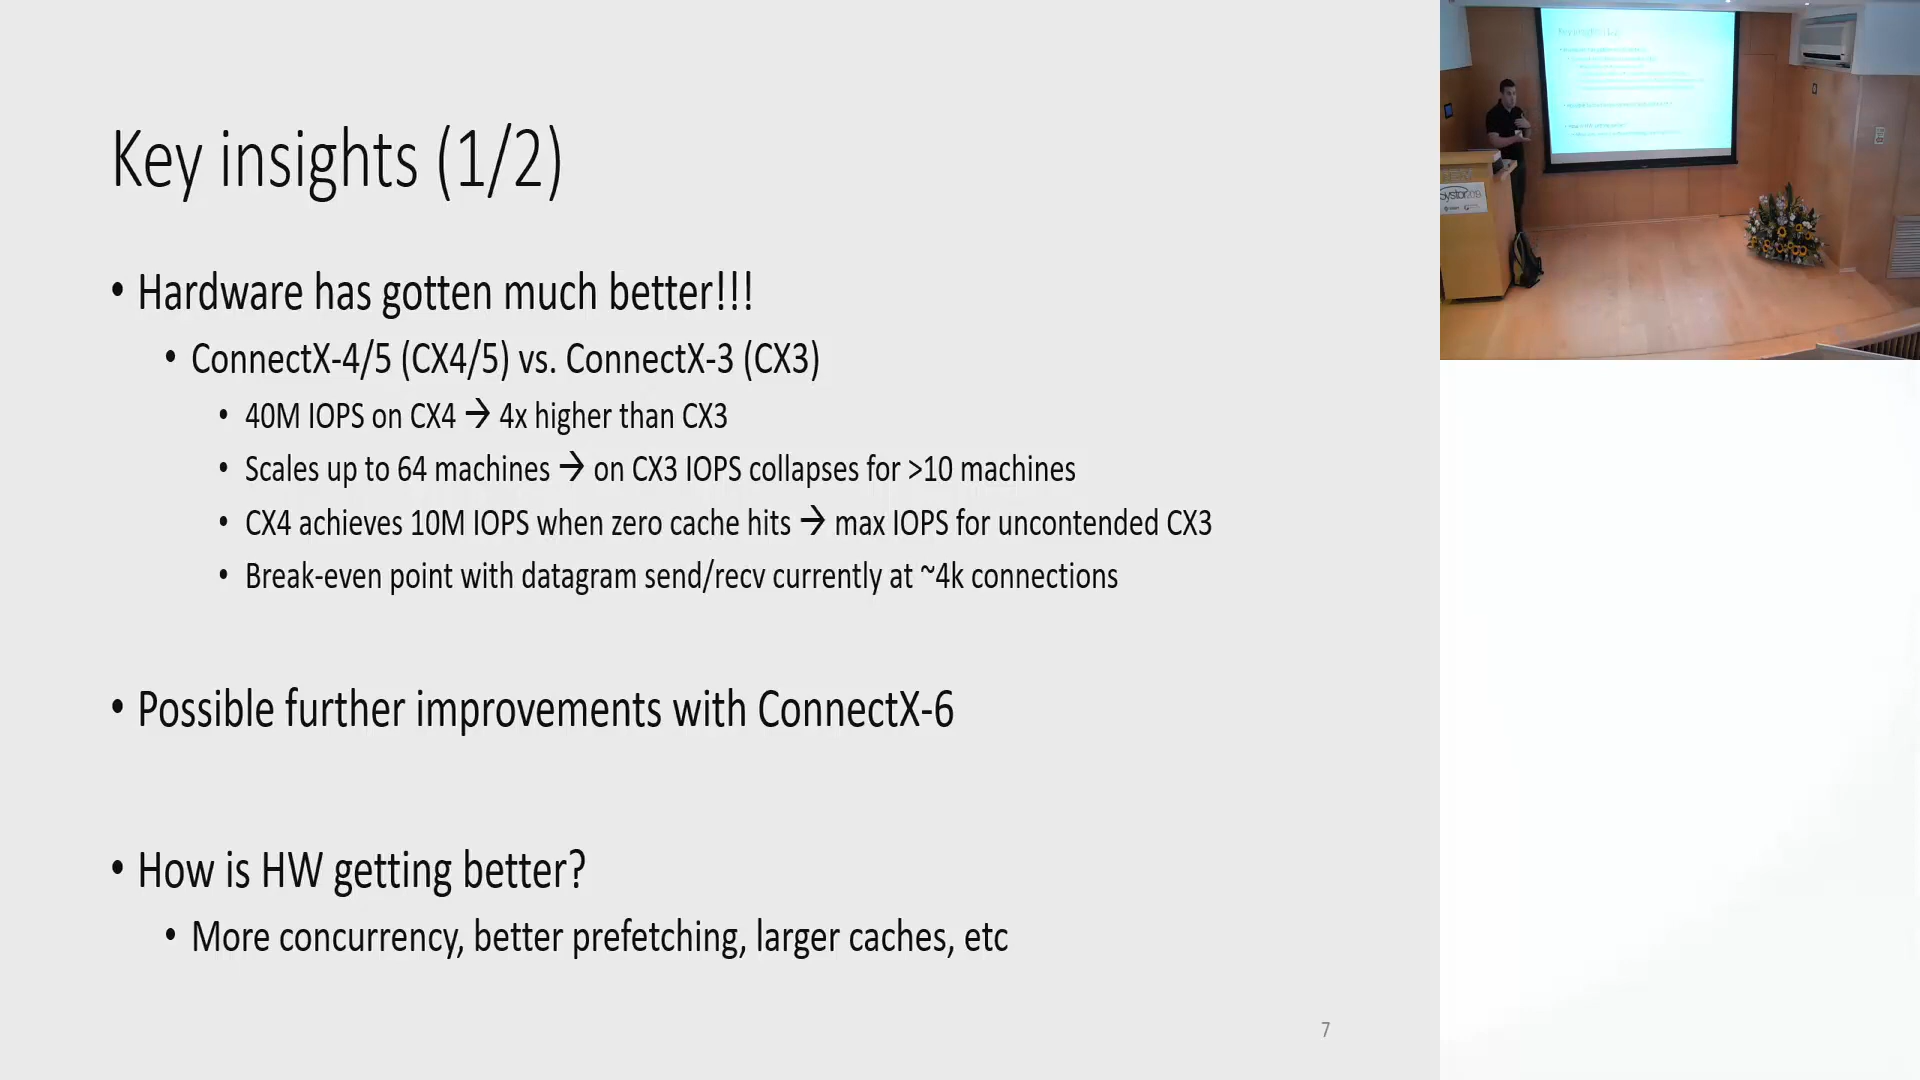 Key insights (1/2)
• Hardware has gotten much better!!!
• ConnectX-4/5 (CX4/5) vs. ConnectX-3 (CX3)
• 40M IOPS on CX4 → 4x higher than CX3
• Scales up to 64 machines → on CX3 IOPS collapses for >10 machines
• CX4 achieves 10M IOPS when zero cache hits → max IOPS for uncontended CX3
• Break-even point with datagram send/recv currently at ~4k connections
• Possible further improvements with ConnectX-6
• How is HW getting better?
• More concurrency, better prefetching, larger caches, etc
7
systor